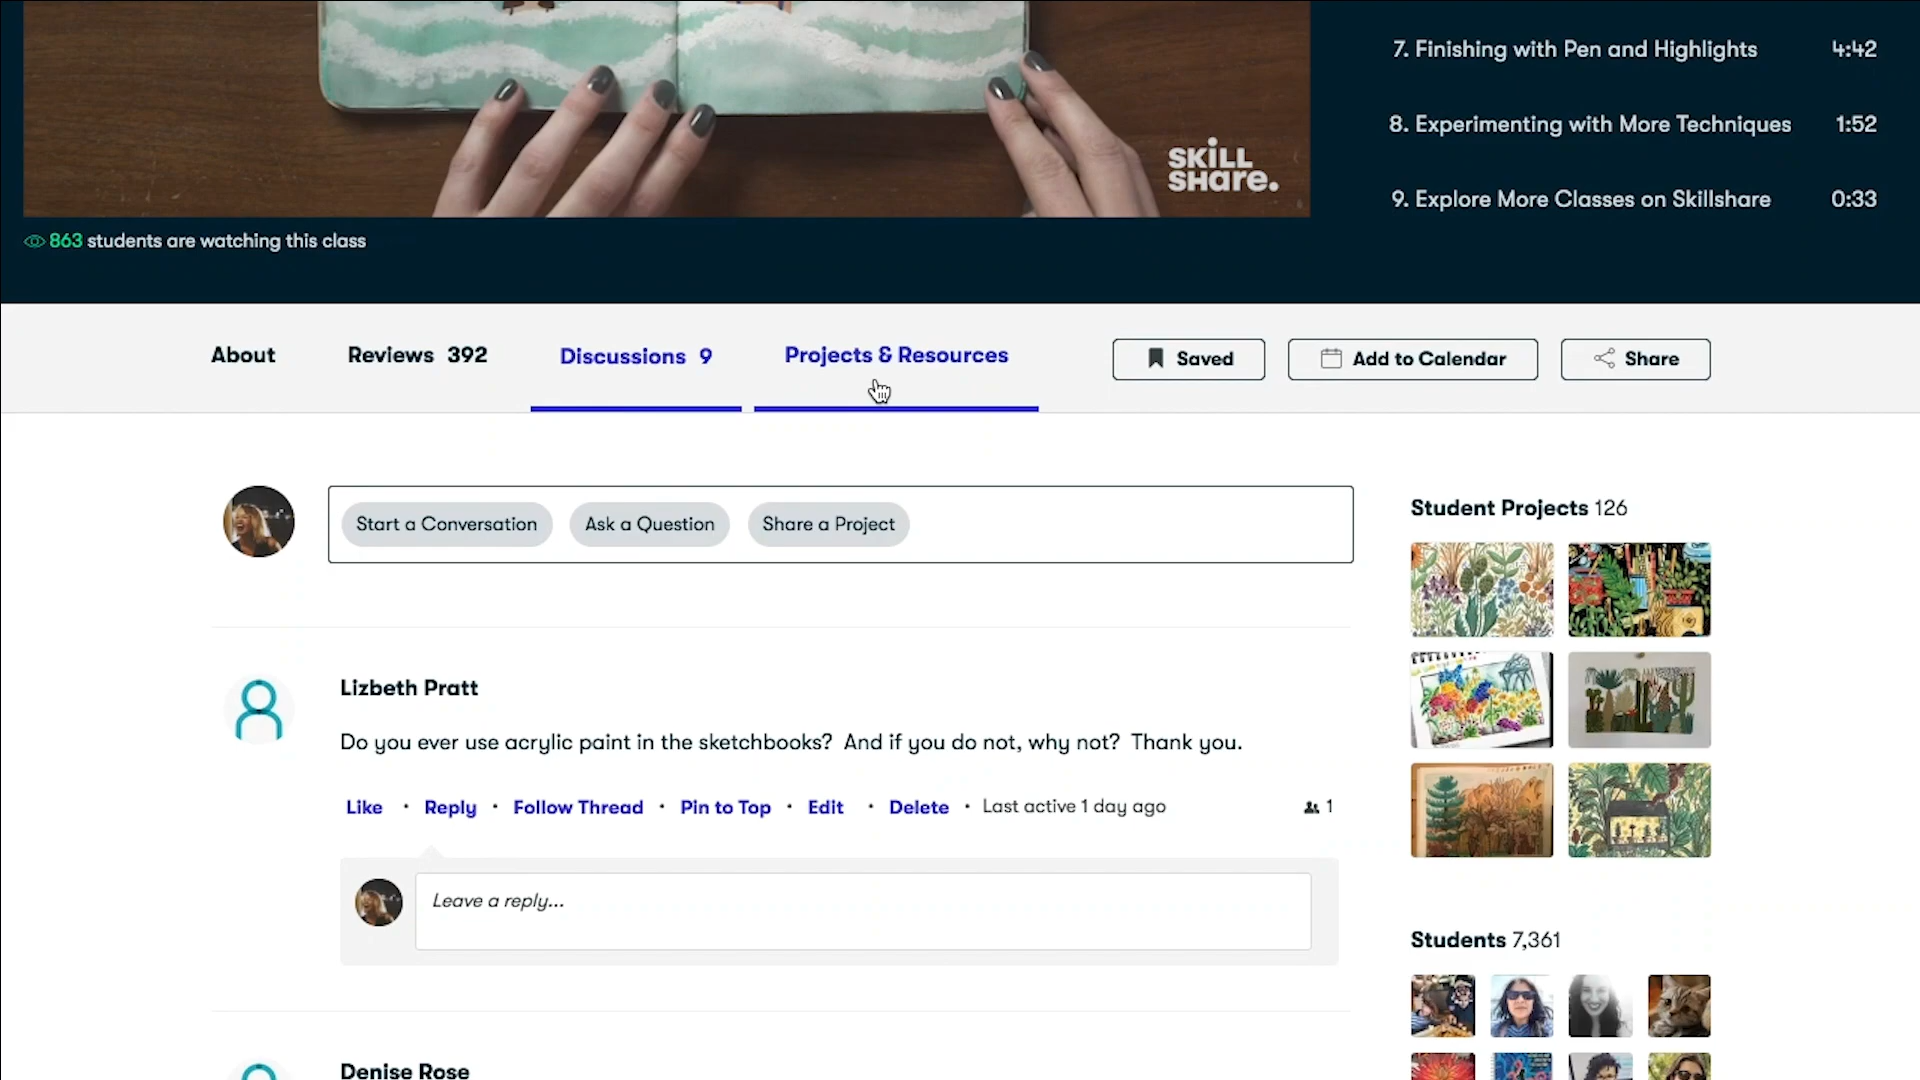 7. Finishing with Pen and Highlights 4:42
8. Experimenting with More Techniques 1:52
9. Explore More Classes on Skillshare 0:33
SKILL
SHare.
863 students are watching this class
About Reviews 392 Discussions 9 Projects & Resources Saved Add to Calendar Share
Start a Conversation Ask a Question Share a Project
Student Projects 126
Lizbeth Pratt
Do you ever use acrylic paint in the sketchbooks? And if you do not, why not? Thank you.
Like · Reply · Follow Thread · Pin to Top · Edit · Delete · Last active 1 day ago 1
Leave a reply...
Students 7,361
Denise Rose